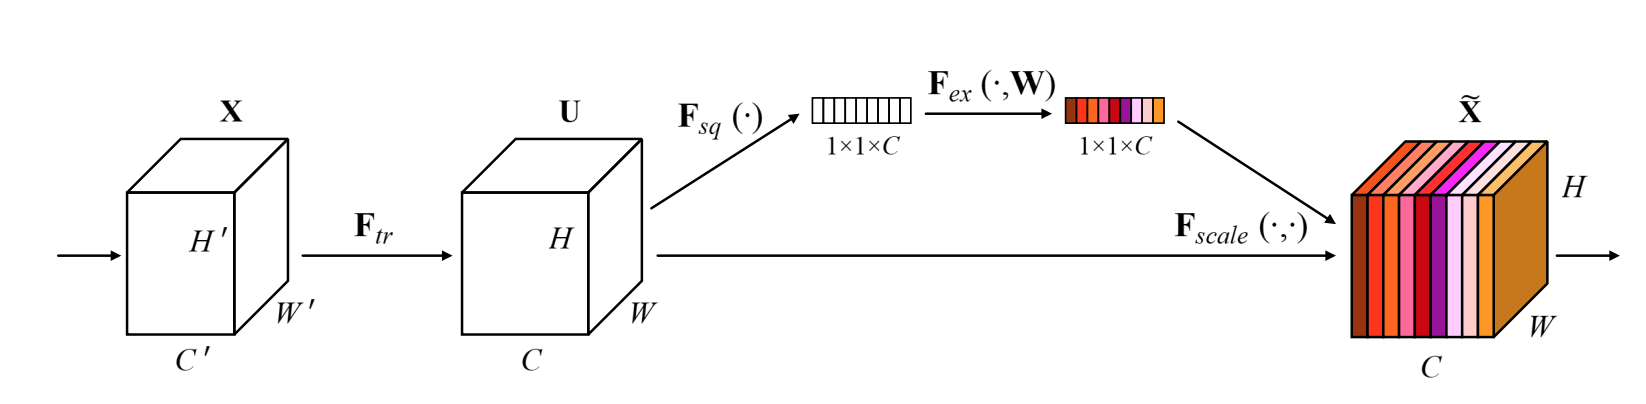 X
U
X̃
F_sq (·)
F_ex (·,W)
1×1×C
1×1×C
F_tr
F_scale (·,·)
H′
W′
C′
H
W
C
H
W
C